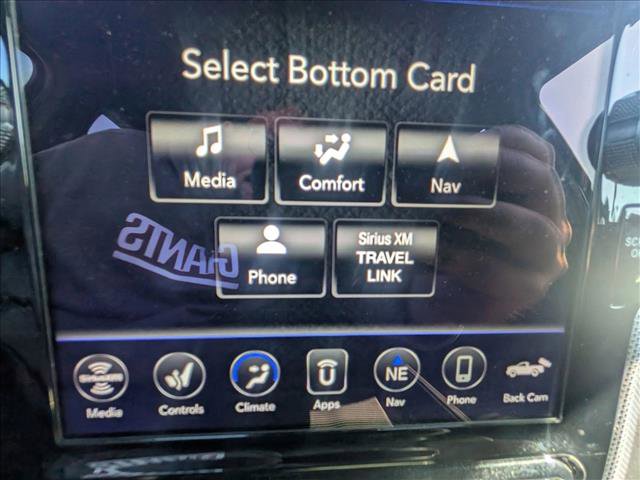 Select Bottom Card
Media Comfort Nav
Phone Sirius XM
TRAVEL
LINK
GIANTS
SiriusXM NE
Media Controls Climate Apps Nav Phone Back Cam